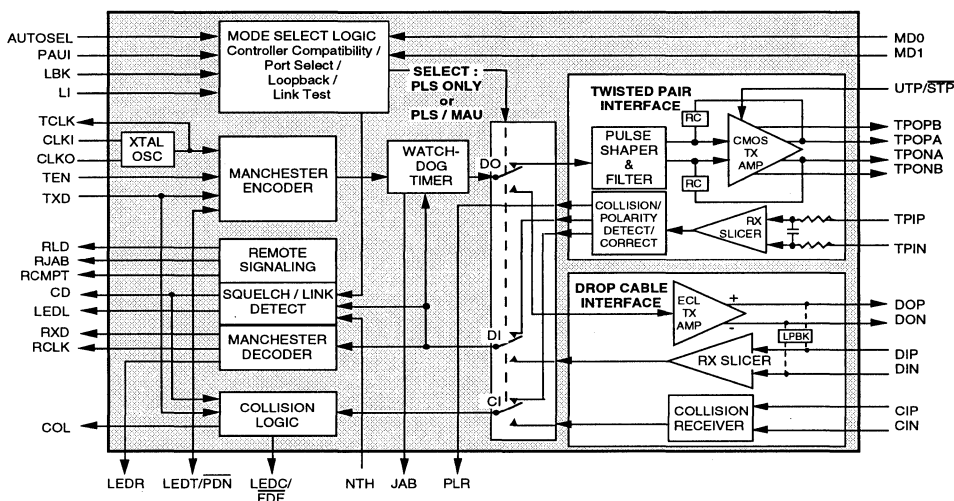 AUTOSEL
PAUI
LBK
LI
TCLK
CLKI
CLKO
TEN
TXD
RLD
RJAB
RCMPT
CD
LEDL
RXD
RCLK
COL
MODE SELECT LOGIC
Controller Compatibility /
Port Select /
Loopback /
Link Test
XTAL
OSC
MANCHESTER
ENCODER
REMOTE
SIGNALING
SQUELCH / LINK
DETECT
MANCHESTER
DECODER
COLLISION
LOGIC
WATCH-
DOG
TIMER
SELECT :
PLS ONLY
or
PLS / MAU
DO
DI
CI
TWISTED PAIR
INTERFACE
PULSE
SHAPER
&
FILTER
RC
RC
CMOS
TX
AMP
COLLISION/
POLARITY
DETECT/
CORRECT
RX
SLICER
DROP CABLE
INTERFACE
ECL
TX
AMP
+
-
LPBK
RX SLICER
COLLISION
RECEIVER
MD0
MD1
UTP/STP
TPOPB
TPOPA
TPONA
TPONB
TPIP
TPIN
DOP
DON
DIP
DIN
CIP
CIN
LEDR
LEDT/PDN
LEDC/
FDE
NTH
JAB
PLR